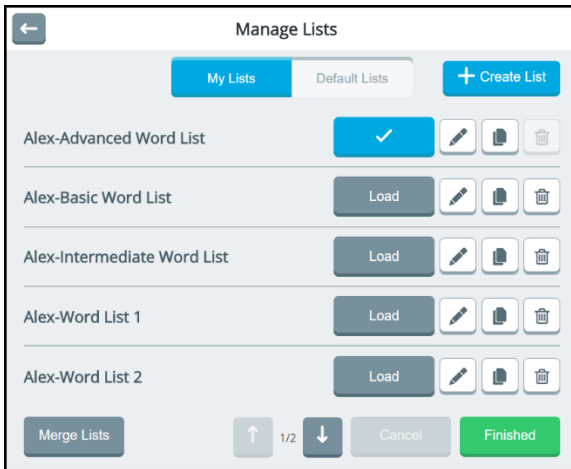 Manage Lists
My Lists Default Lists + Create List
Alex-Advanced Word List
Alex-Basic Word List Load
Alex-Intermediate Word List Load
Alex-Word List 1 Load
Alex-Word List 2 Load
Merge Lists 1/2 Cancel Finished